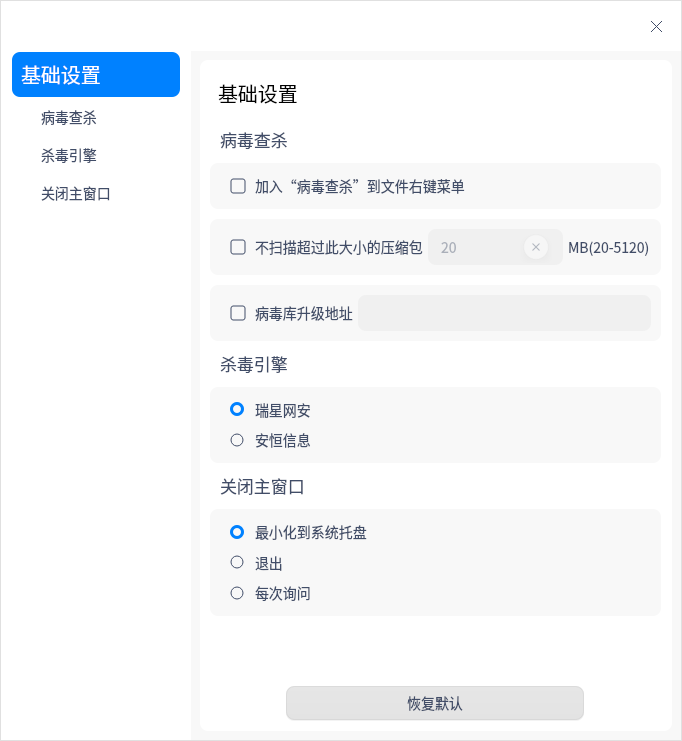 基础设置
病毒查杀
杀毒引擎
关闭主窗口
基础设置
病毒查杀
加入“病毒查杀”到文件右键菜单
不扫描超过此大小的压缩包 20 MB(20-5120)
病毒库升级地址
杀毒引擎
瑞星网安
安恒信息
关闭主窗口
最小化到系统托盘
退出
每次询问
恢复默认